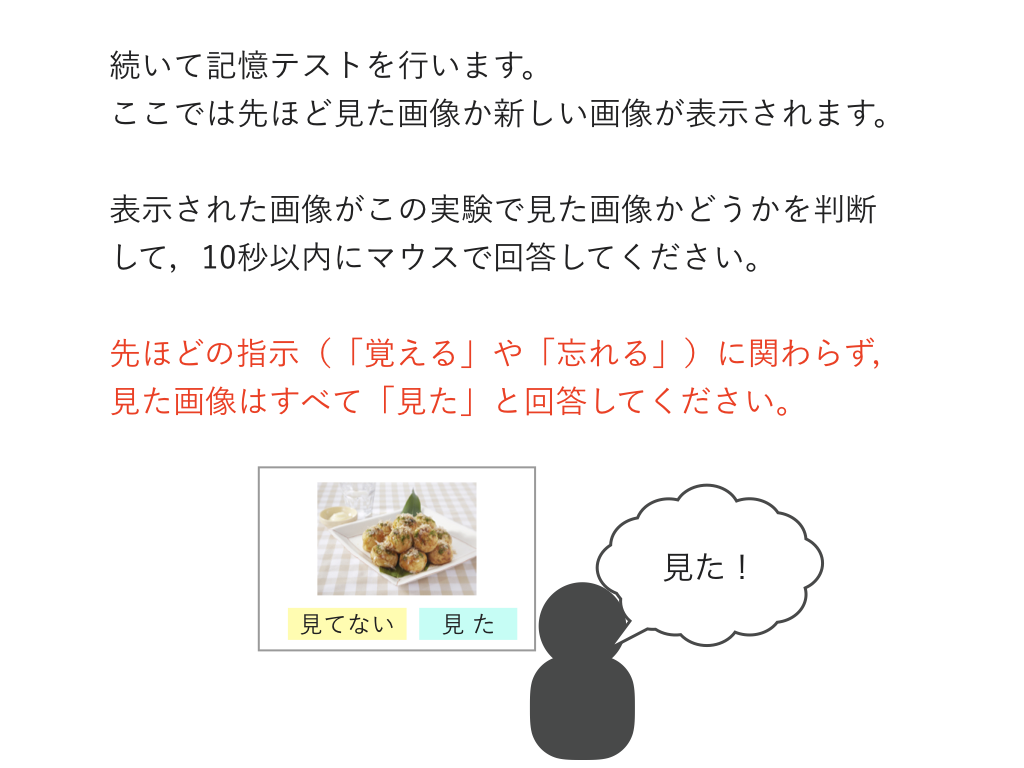 続いて記憶テストを行います。
ここでは先ほど見た画像か新しい画像が表示されます。
表示された画像がこの実験で見た画像かどうかを判断
して，10秒以内にマウスで回答してください。
先ほどの指示（「覚える」や「忘れる」）に関わらず，
見た画像はすべて「見た」と回答してください。
見た！
見てない
見 た